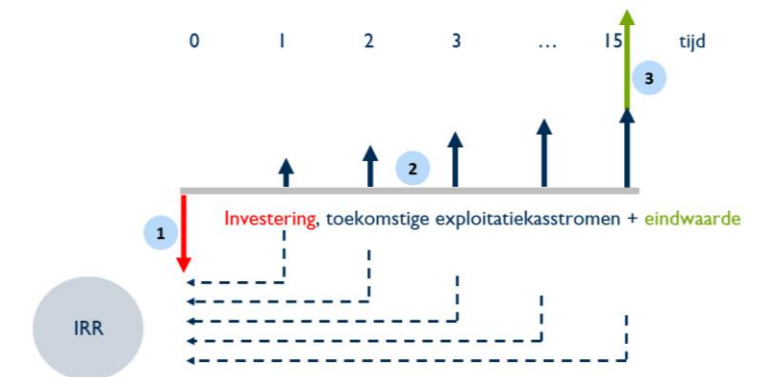 0 1 2 3 ... 15 tijd
3
2
1
Investering, toekomstige exploitatiekasstromen + eindwaarde
IRR